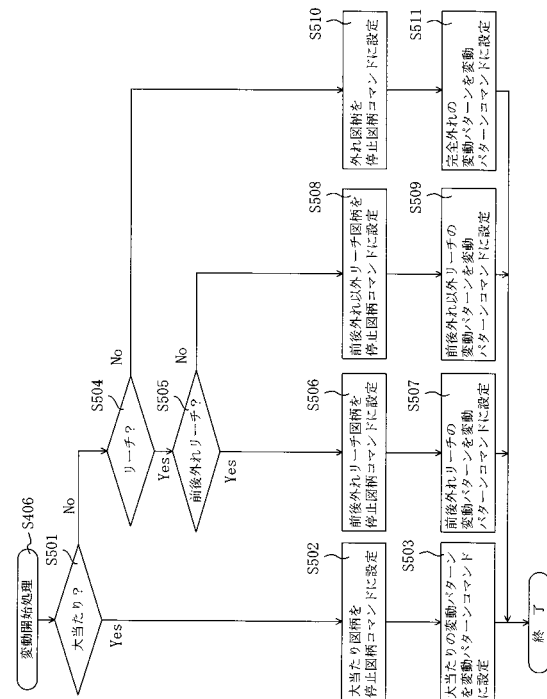 変動開始処理
S406
大当たり？
S501
No
Yes
リーチ？
S504
No
Yes
前後外れリーチ？
S505
No
Yes
大当たり図柄を
停止図柄コマンドに設定
S502
大当たりの変動パターン
を変動パターンコマンド
に設定
S503
前後外れリーチ図柄を
停止図柄コマンドに設定
S506
前後外れリーチの
変動パターンを変動
パターンコマンドに設定
S507
前後外れ以外リーチ図柄を
停止図柄コマンドに設定
S508
前後外れ以外リーチの
変動パターンを変動
パターンコマンドに設定
S509
外れ図柄を
停止図柄コマンドに設定
S510
完全外れの
変動パターンを変動
パターンコマンドに設定
S511
終 了